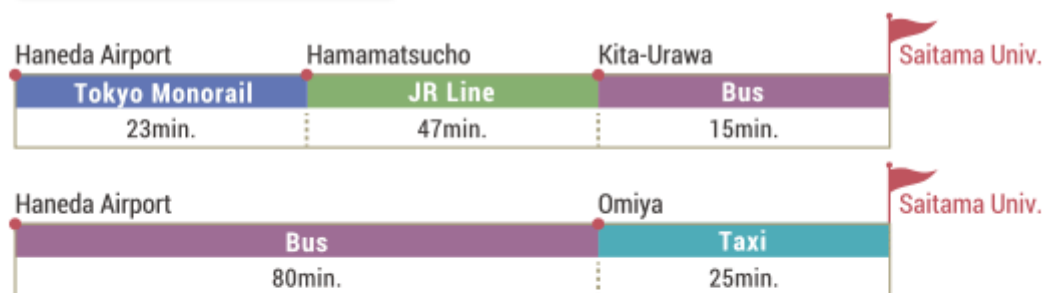 Haneda Airport Hamamatsucho Kita-Urawa Saitama Univ.
Tokyo Monorail JR Line Bus
23min. 47min. 15min.
Haneda Airport Omiya Saitama Univ.
Bus Taxi
80min. 25min.